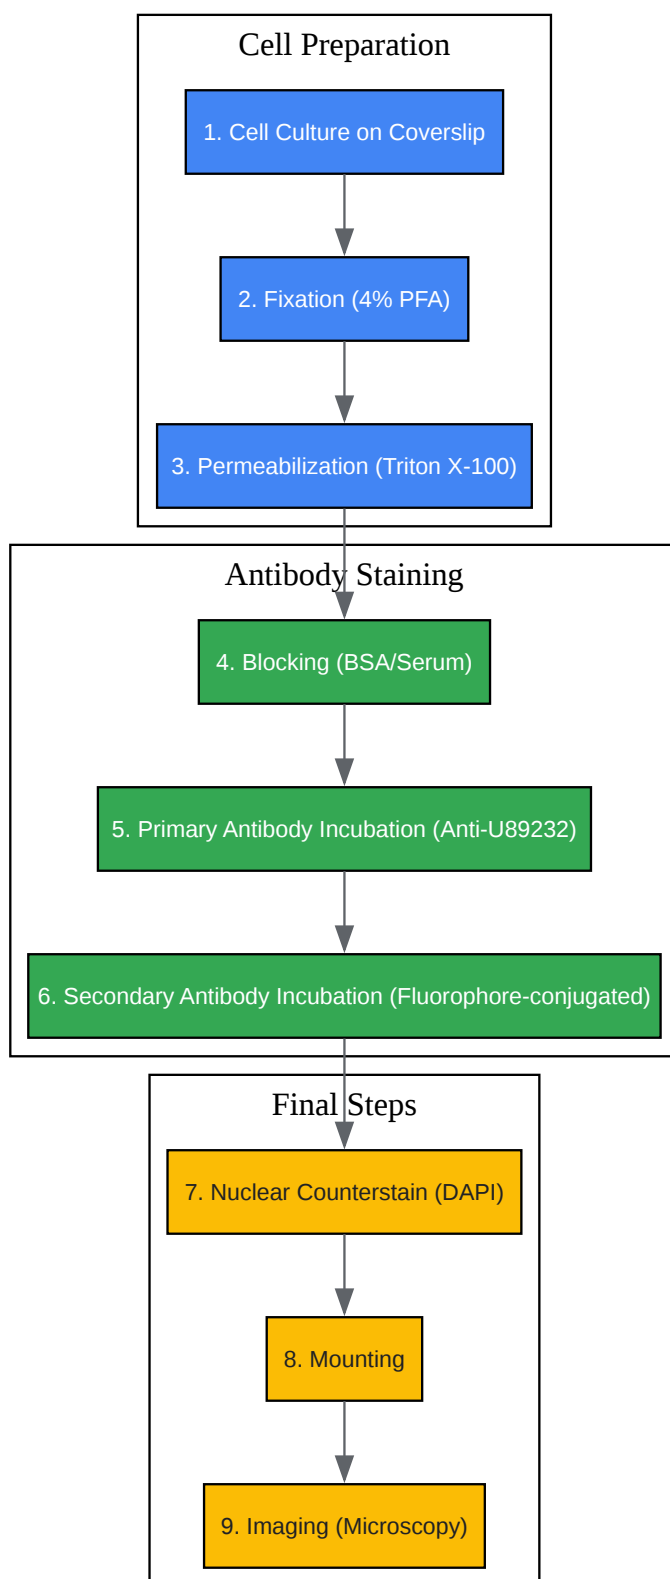 Cell Preparation
1. Cell Culture on Coverslip
2. Fixation (4% PFA)
3. Permeabilization (Triton X-100)
Antibody Staining
4. Blocking (BSA/Serum)
5. Primary Antibody Incubation (Anti-U89232)
6. Secondary Antibody Incubation (Fluorophore-conjugated)
Final Steps
7. Nuclear Counterstain (DAPI)
8. Mounting
9. Imaging (Microscopy)